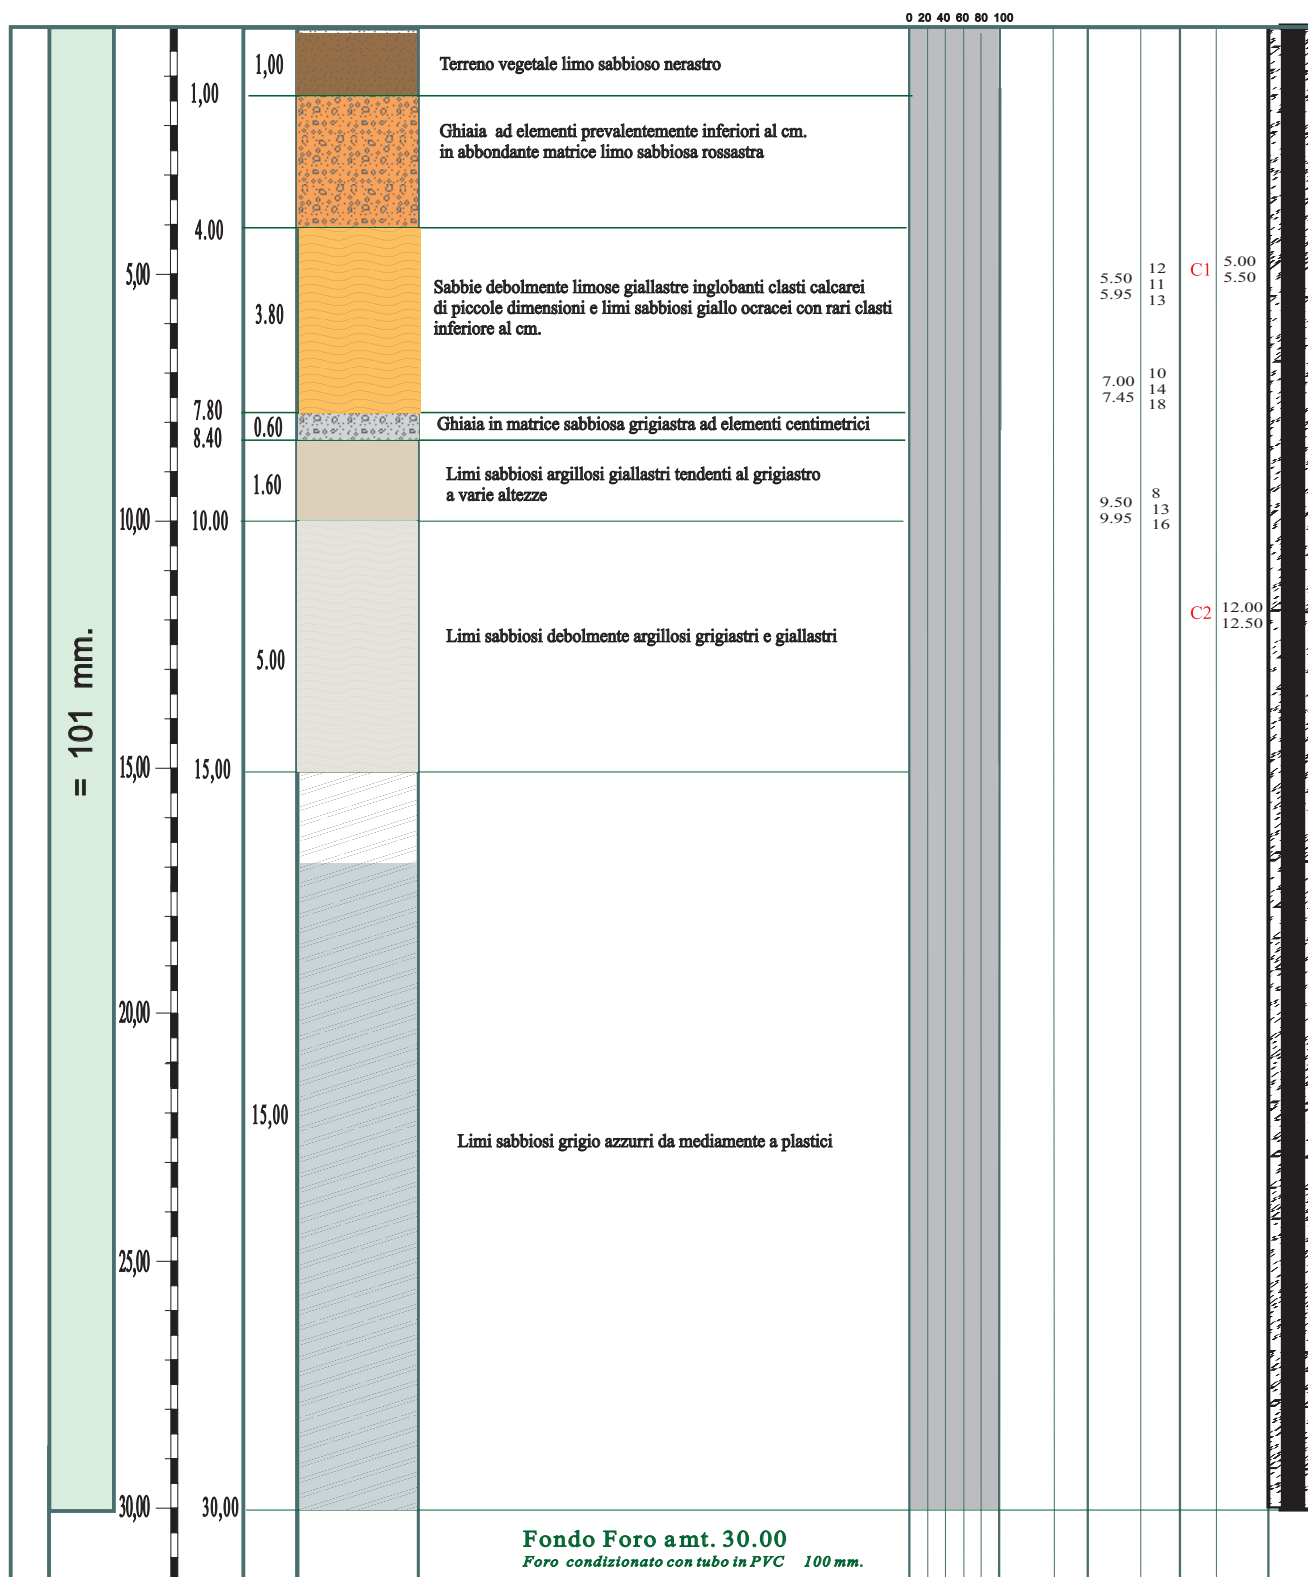 0 20 40 60 80 100
1,00
Terreno vegetale limo sabbioso nerastro
1,00
Ghiaia ad elementi prevalentemente inferiori al cm.
in abbondante matrice limo sabbiosa rossastra
4.00
5,00
3.80
Sabbie debolmente limose giallastre inglobanti clasti calcarei
di piccole dimensioni e limi sabbiosi giallo ocracei con rari clasti
inferiore al cm.
5.50
5.95
12
11
13
C1
5.00
5.50
7.00
7.45
10
14
18
7.80
0.60
Ghiaia in matrice sabbiosa grigiastra ad elementi centimetrici
8.40
1.60
Limi sabbiosi argillosi giallastri tendenti al grigiastro
a varie altezze
9.50
9.95
8
13
16
10,00
10.00
C2
12.00
12.50
= 101 mm.
5.00
Limi sabbiosi debolmente argillosi grigiastri e giallastri
15,00
15,00
20,00
15,00
Limi sabbiosi grigio azzurri da mediamente a plastici
25,00
30,00
30,00
Fondo Foro a mt. 30.00
Foro condizionato con tubo in PVC 100 mm.